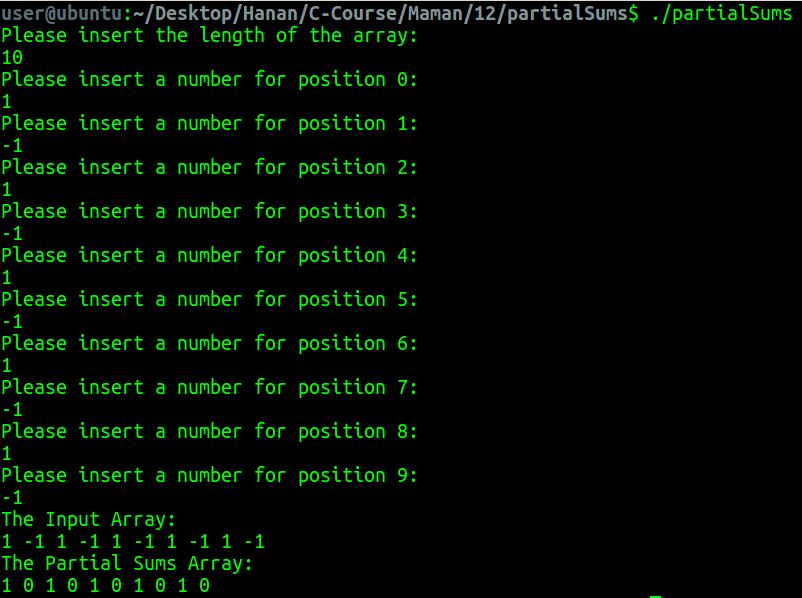 user@ubuntu:~/Desktop/Hanan/C-Course/Maman/12/partialSums$ ./partialSums
Please insert the length of the array:
10
Please insert a number for position 0:
1
Please insert a number for position 1:
-1
Please insert a number for position 2:
1
Please insert a number for position 3:
-1
Please insert a number for position 4:
1
Please insert a number for position 5:
-1
Please insert a number for position 6:
1
Please insert a number for position 7:
-1
Please insert a number for position 8:
1
Please insert a number for position 9:
-1
The Input Array:
1 -1 1 -1 1 -1 1 -1 1 -1
The Partial Sums Array:
1 0 1 0 1 0 1 0 1 0